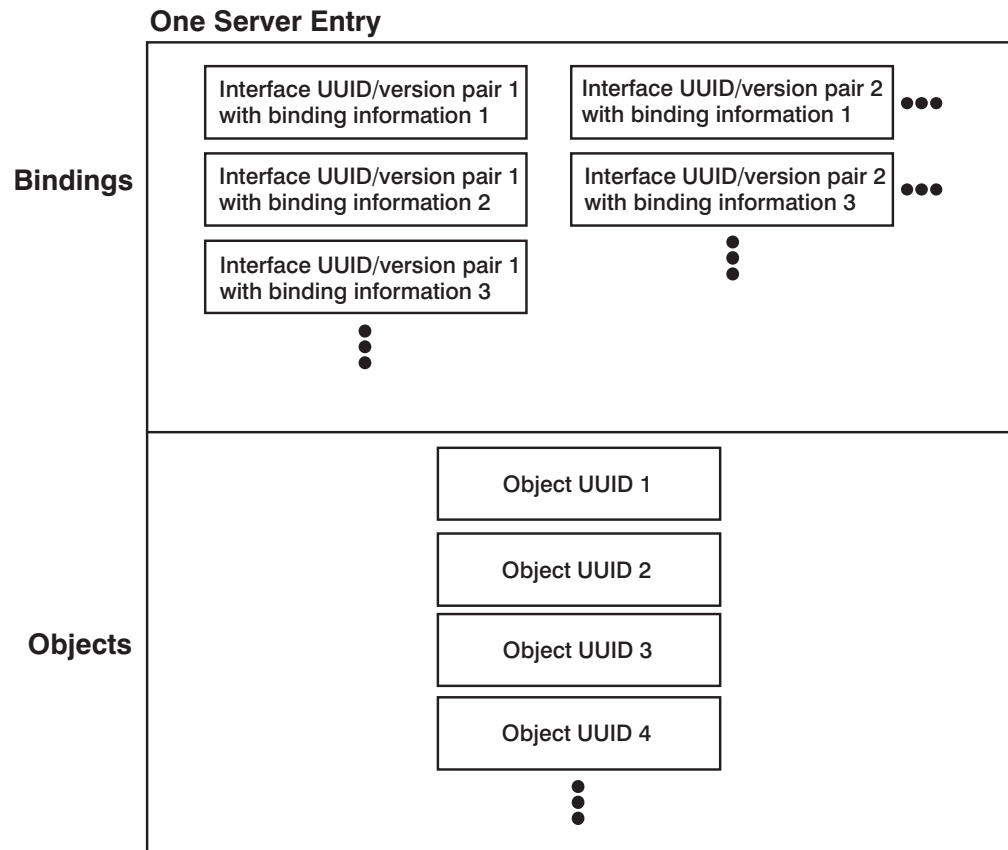 One Server Entry
Bindings
Interface UUID/version pair 1
with binding information 1
Interface UUID/version pair 2
with binding information 1
Interface UUID/version pair 1
with binding information 2
Interface UUID/version pair 2
with binding information 3
Interface UUID/version pair 1
with binding information 3
Objects
Object UUID 1
Object UUID 2
Object UUID 3
Object UUID 4